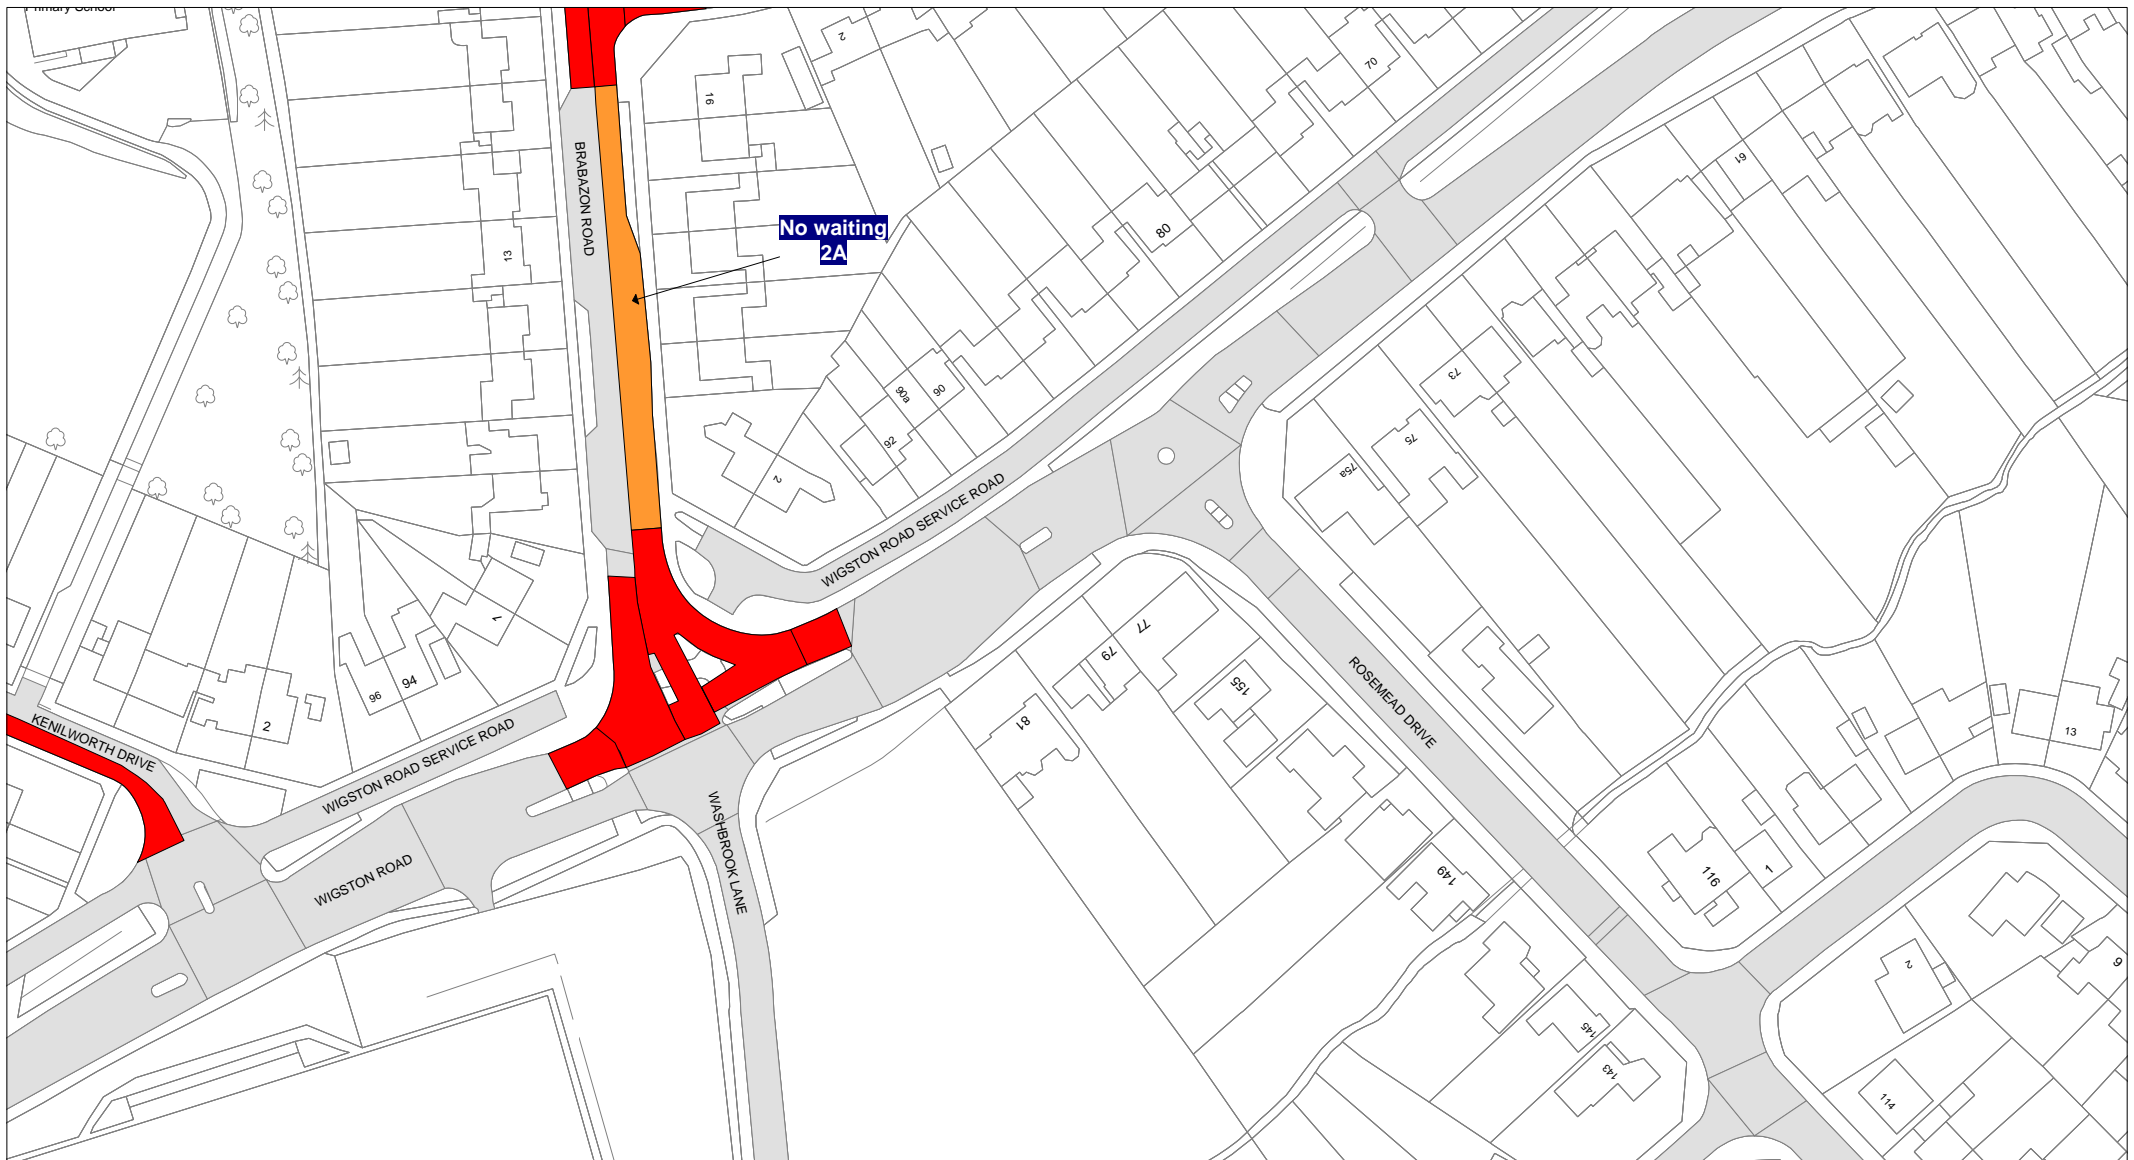 Primary School
2
70
16
BRABAZON ROAD
61
No waiting
2A
80
13
73
90a
90
92
75
75a
2
WIGSTON ROAD SERVICE ROAD
7
77
79
155
ROSEMEAD DRIVE
94
96
2
81
13
KENILWORTH DRIVE
WIGSTON ROAD SERVICE ROAD
WASHBROOK LANE
WIGSTON ROAD
149
116
1
2
9
145
143
114